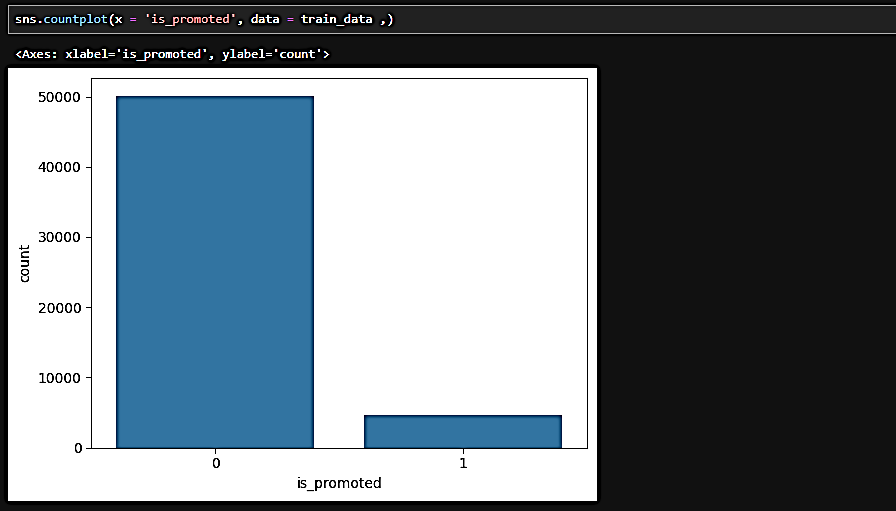 sns.countplot(x = 'is_promoted', data = train_data ,)
<Axes: xlabel='is_promoted', ylabel='count'>
50000
40000
30000
20000
10000
0
count
0 1
is_promoted